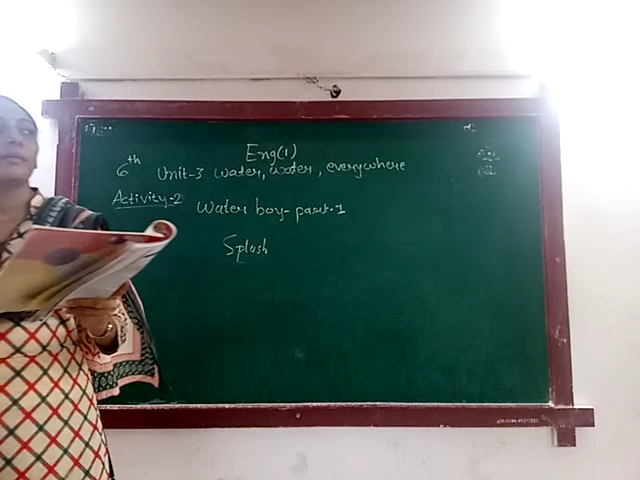 Eng(1)
6th Unit-3 water, water, everywhere
Activity-2 Water boy- part-1
Splash